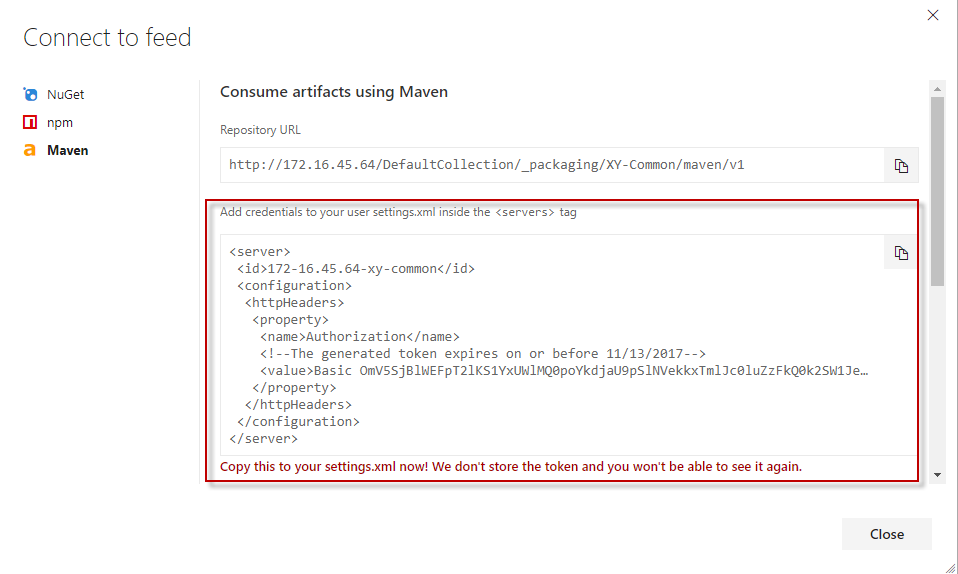 Connect to feed
NuGet
npm
Maven
Consume artifacts using Maven
Repository URL
http://172.16.45.64/DefaultCollection/_packaging/XY-Common/maven/v1
Add credentials to your user settings.xml inside the <servers> tag
<server>
<id>172-16.45.64-xy-common</id>
<configuration>
<httpHeaders>
<property>
<name>Authorization</name>
<!--The generated token expires on or before 11/13/2017-->
<value>Basic OmV5SjBlWEFpT2lKS1YxUWlMQ0poYkdjaU9pSlNVekkxTmlJc0luZzFkQ0k2SW1Je…
</property>
</httpHeaders>
</configuration>
</server>
Copy this to your settings.xml now! We don't store the token and you won't be able to see it again.
Close